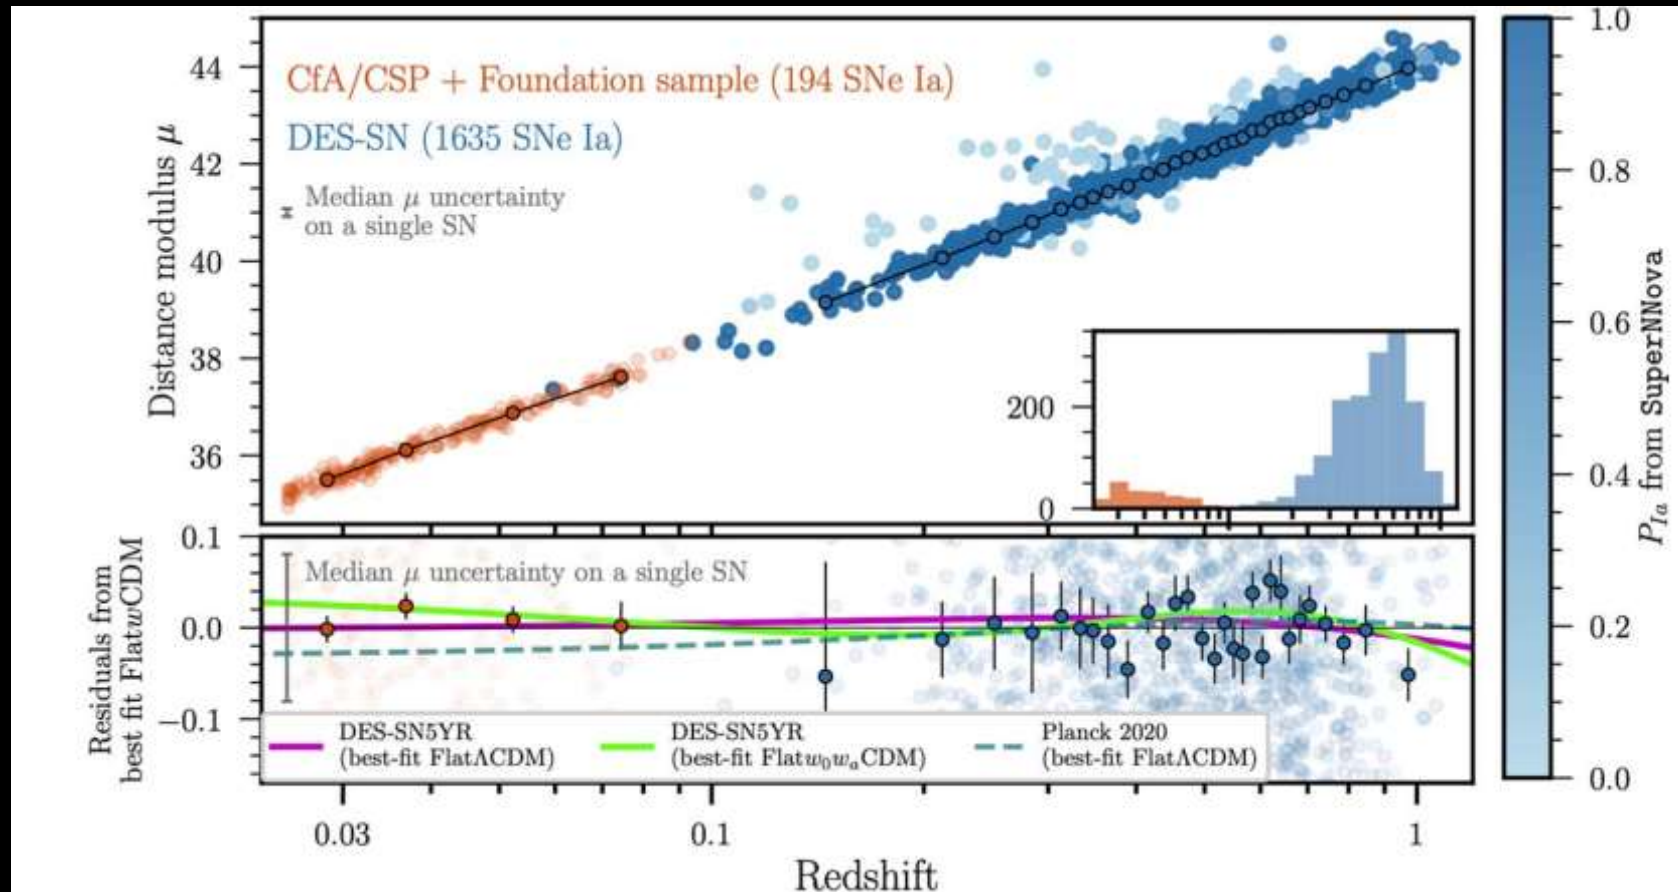 CfA/CSP + Foundation sample (194 SNe Ia)
DES-SN (1635 SNe Ia)
Median μ uncertainty
on a single SN
Distance modulus μ
44
42
40
38
36
200
0
Residuals from
best fit FlatwCDM
0.1
0.0
−0.1
Median μ uncertainty on a single SN
DES-SN5YR
(best-fit FlatΛCDM)
DES-SN5YR
(best-fit Flatw₀wₐCDM)
Planck 2020
(best-fit FlatΛCDM)
0.03
0.1
1
Redshift
1.0
0.8
0.6
0.4
0.2
0.0
P_Ia from SuperNNova